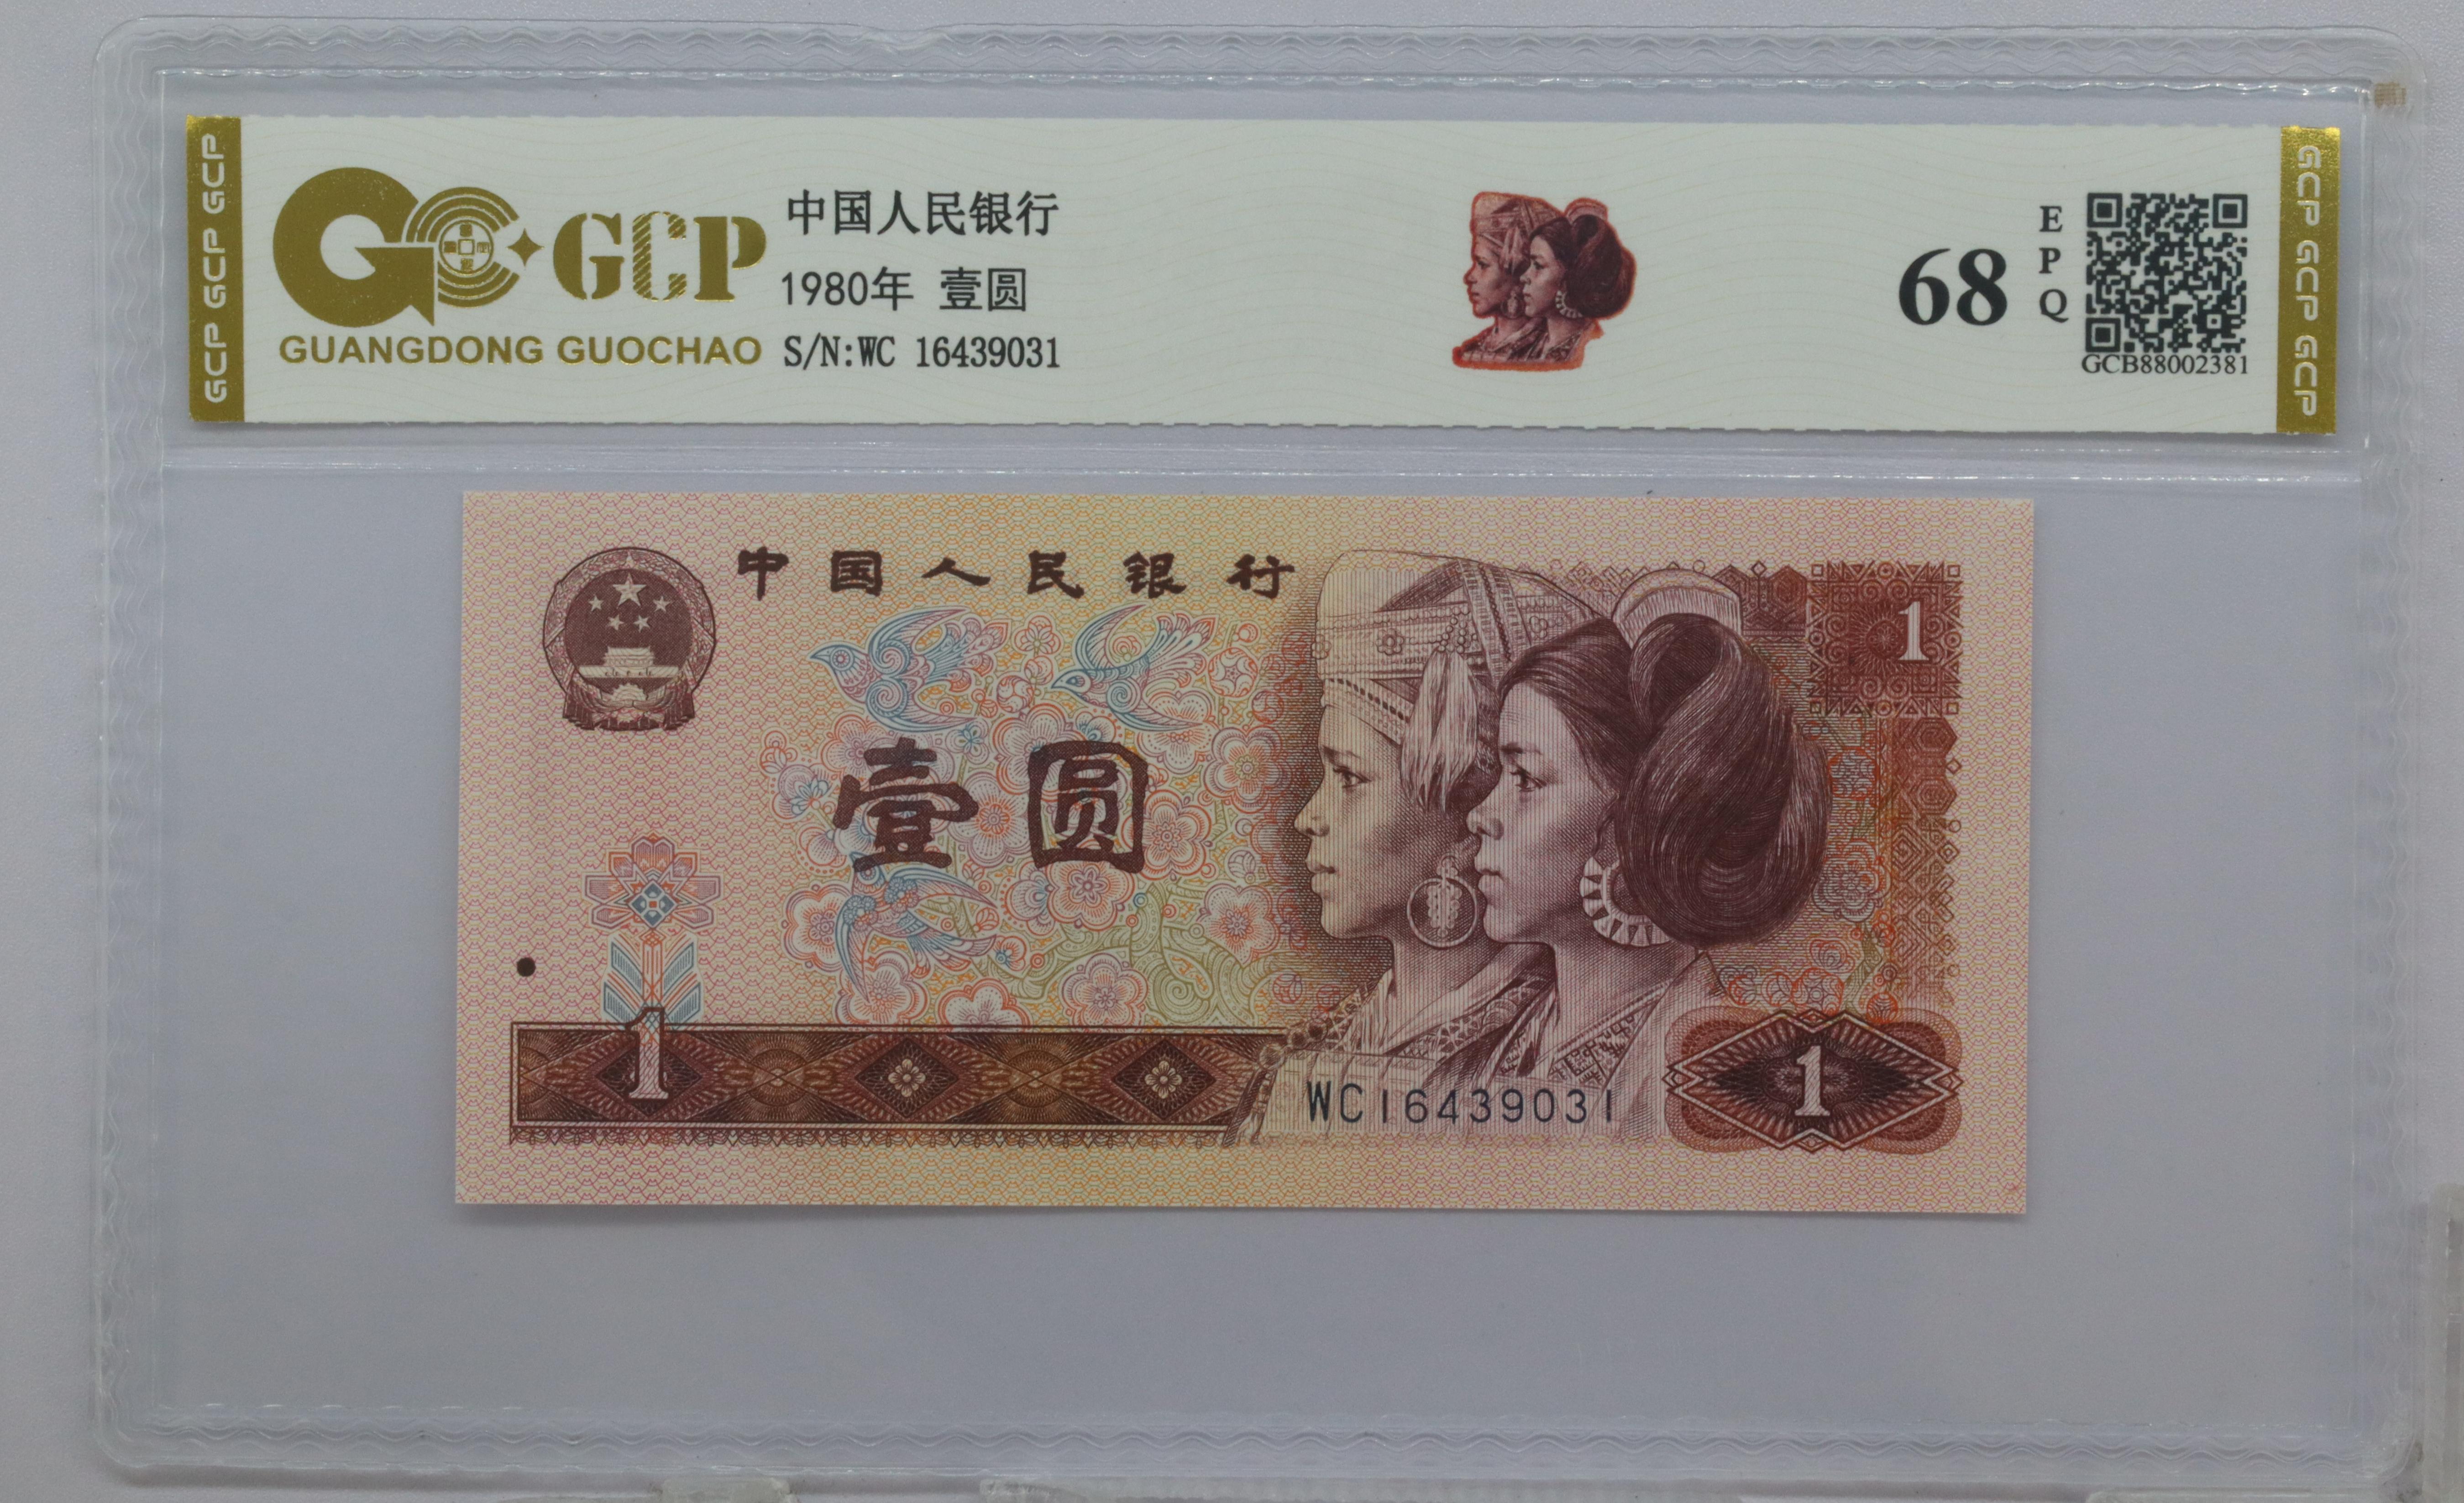 GCP GCP GCP
GCP
GUANGDONG GUOCHAO
中国人民银行
1980年 壹圆
S/N:WC 16439031
68
EPQ
GCB88002381
GCP GCP GCP
中国人民银行
1
壹圆
1
WC16439031
1